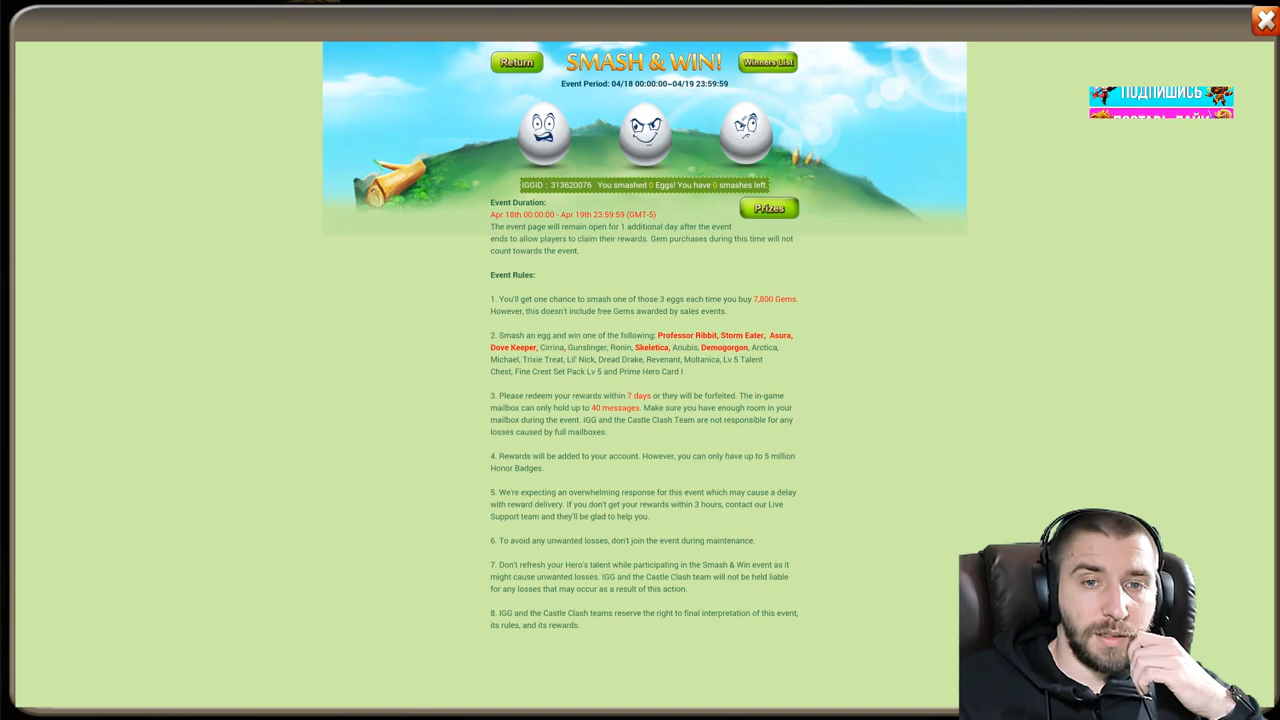 Return
SMASH & WIN!
Winners List
Event Period: 04/18 00:00:00~04/19 23:59:59
ПОДПИШИСЬ
IGGID : 313620076 You smashed 0 Eggs! You have 0 smashes left.
Event Duration:
Prizes
Apr 18th 00:00:00 - Apr 19th 23:59:59 (GMT-5)
The event page will remain open for 1 additional day after the event
ends to allow players to claim their rewards. Gem purchases during this time will not
count towards the event.
Event Rules:
1. You'll get one chance to smash one of those 3 eggs each time you buy 7,800 Gems.
However, this doesn't include free Gems awarded by sales events.
2. Smash an egg and win one of the following: Professor Ribbit, Storm Eater, Asura,
Dove Keeper, Cirrina, Gunslinger, Ronin, Skeletica, Anubis, Demogorgon, Arctica,
Michael, Trixie Treat, Lil' Nick, Dread Drake, Revenant, Moltanica, Lv 5 Talent
Chest, Fine Crest Set Pack Lv 5 and Prime Hero Card I
3. Please redeem your rewards within 7 days or they will be forfeited. The in-game
mailbox can only hold up to 40 messages. Make sure you have enough room in your
mailbox during the event. IGG and the Castle Clash Team are not responsible for any
losses caused by full mailboxes.
4. Rewards will be added to your account. However, you can only have up to 5 million
Honor Badges.
5. We're expecting an overwhelming response for this event which may cause a delay
with reward delivery. If you don't get your rewards within 3 hours, contact our Live
Support team and they'll be glad to help you.
6. To avoid any unwanted losses, don't join the event during maintenance.
7. Don't refresh your Hero's talent while participating in the Smash & Win event as it
might cause unwanted losses. IGG and the Castle Clash team will not be held liable
for any losses that may occur as a result of this action.
8. IGG and the Castle Clash teams reserve the right to final interpretation of this event,
its rules, and its rewards.